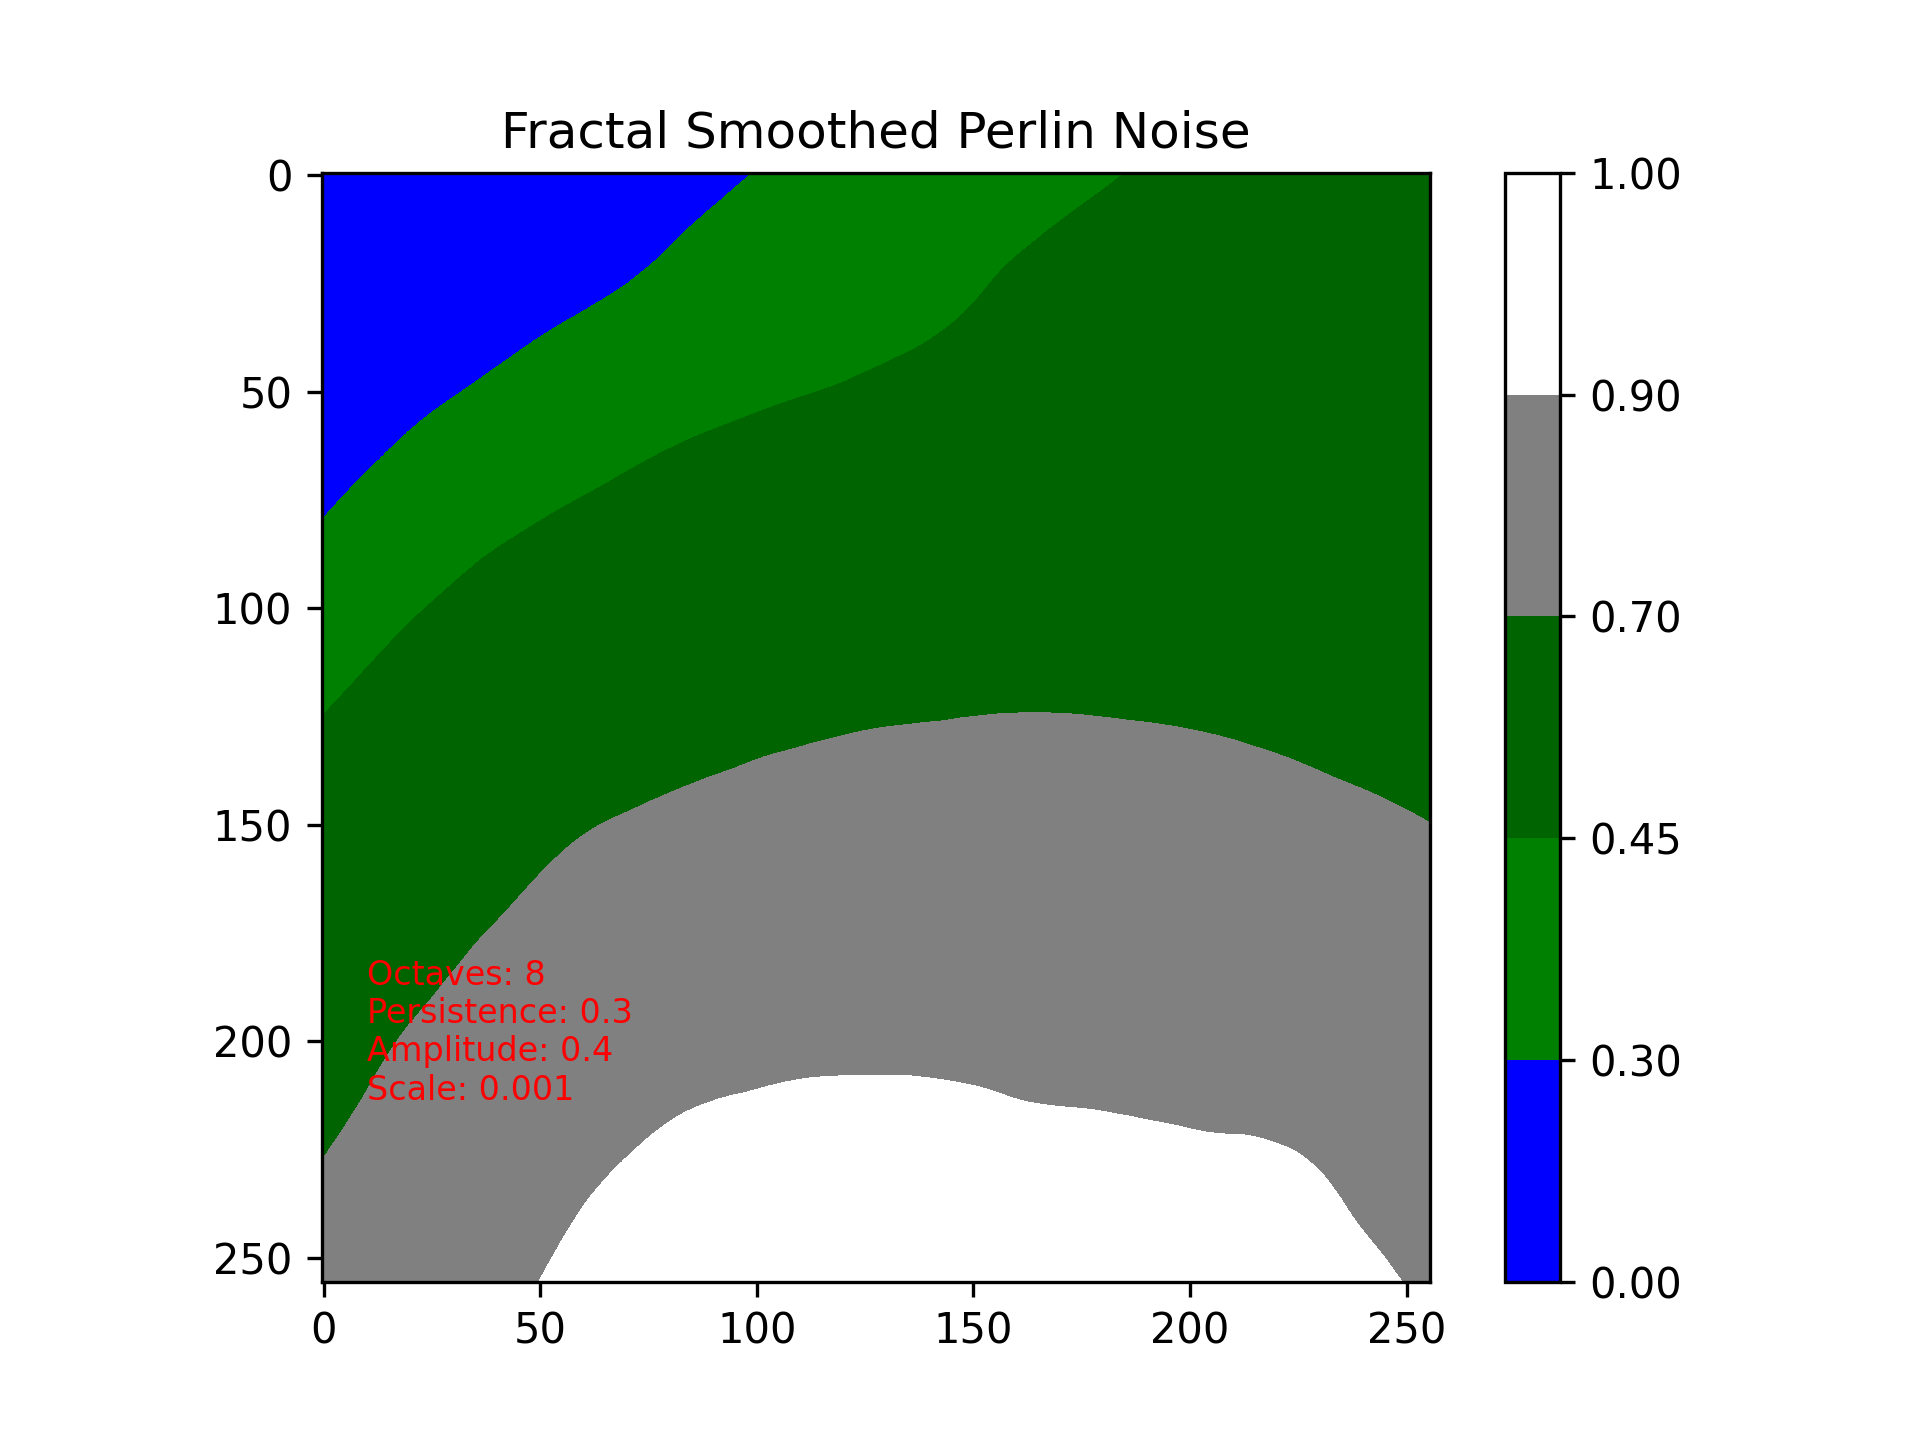 Fractal Smoothed Perlin Noise
0
50
100
150
200
250
Octaves: 8
Persistence: 0.3
Amplitude: 0.4
Scale: 0.001
0 50 100 150 200 250
1.00
0.90
0.70
0.45
0.30
0.00